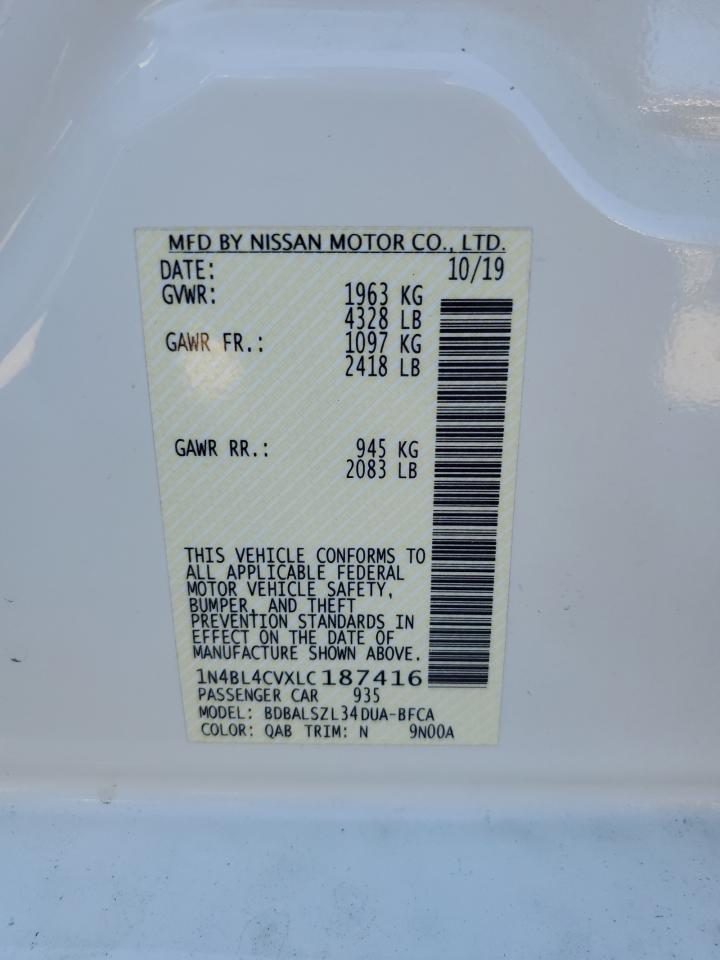 MFD BY NISSAN MOTOR CO., LTD.
DATE: 10/19
GVWR: 1963 KG
4328 LB
GAWR FR.: 1097 KG
2418 LB
GAWR RR.: 945 KG
2083 LB
THIS VEHICLE CONFORMS TO
ALL APPLICABLE FEDERAL
MOTOR VEHICLE SAFETY,
BUMPER, AND THEFT
PREVENTION STANDARDS IN
EFFECT ON THE DATE OF
MANUFACTURE SHOWN ABOVE.
1N4BL4CVXLC187416
PASSENGER CAR 935
MODEL: BDBALSZL34DUA-BFCA
COLOR: QAB TRIM: N 9N00A